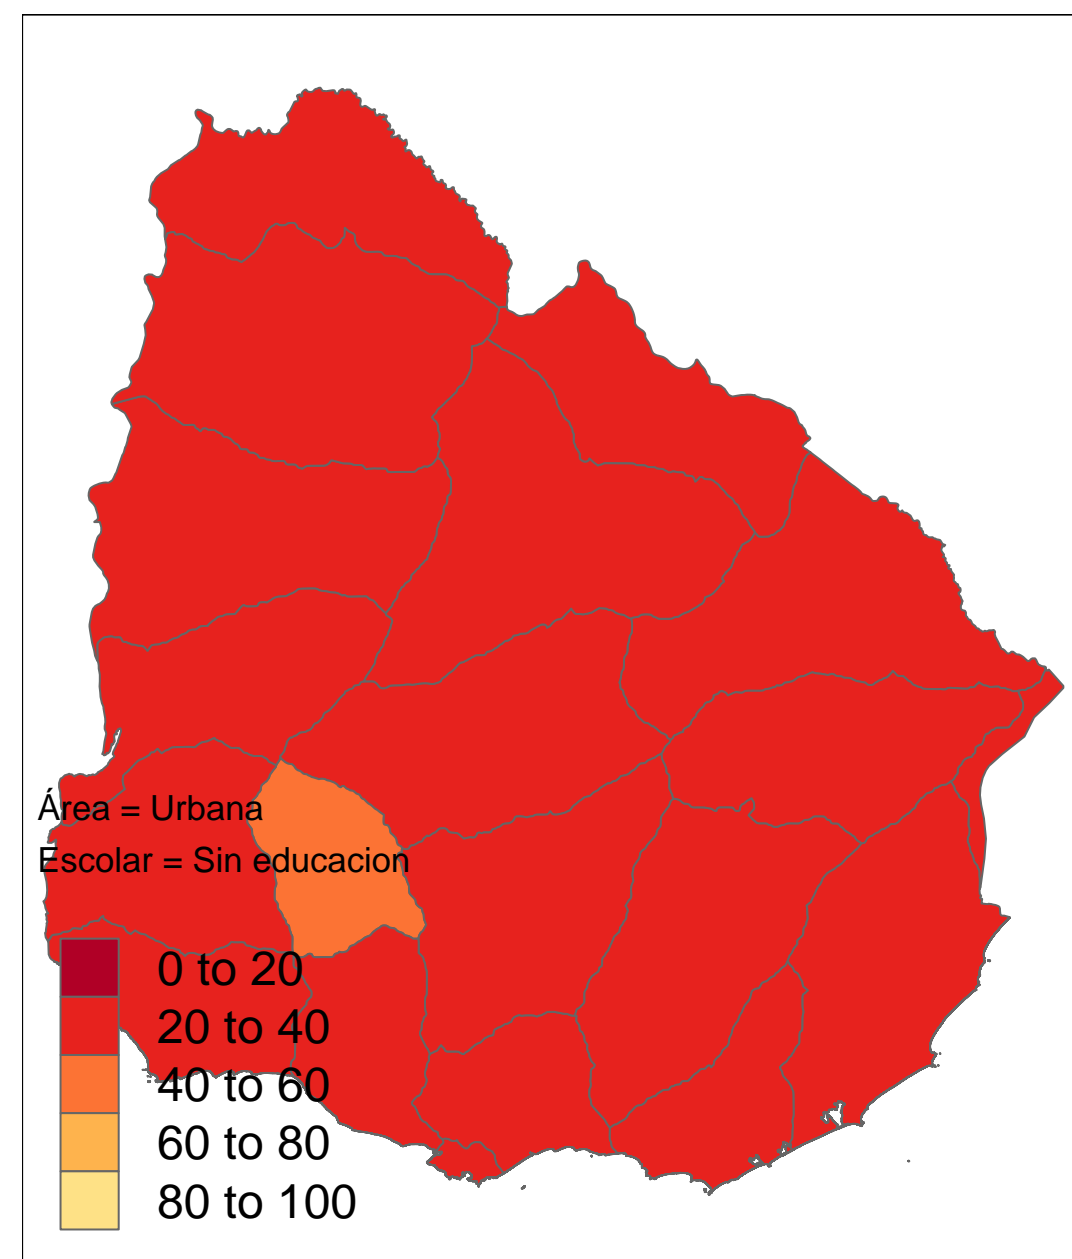 Área = Urbana
Escolar = Sin educacion
0 to 20
20 to 40
40 to 60
60 to 80
80 to 100